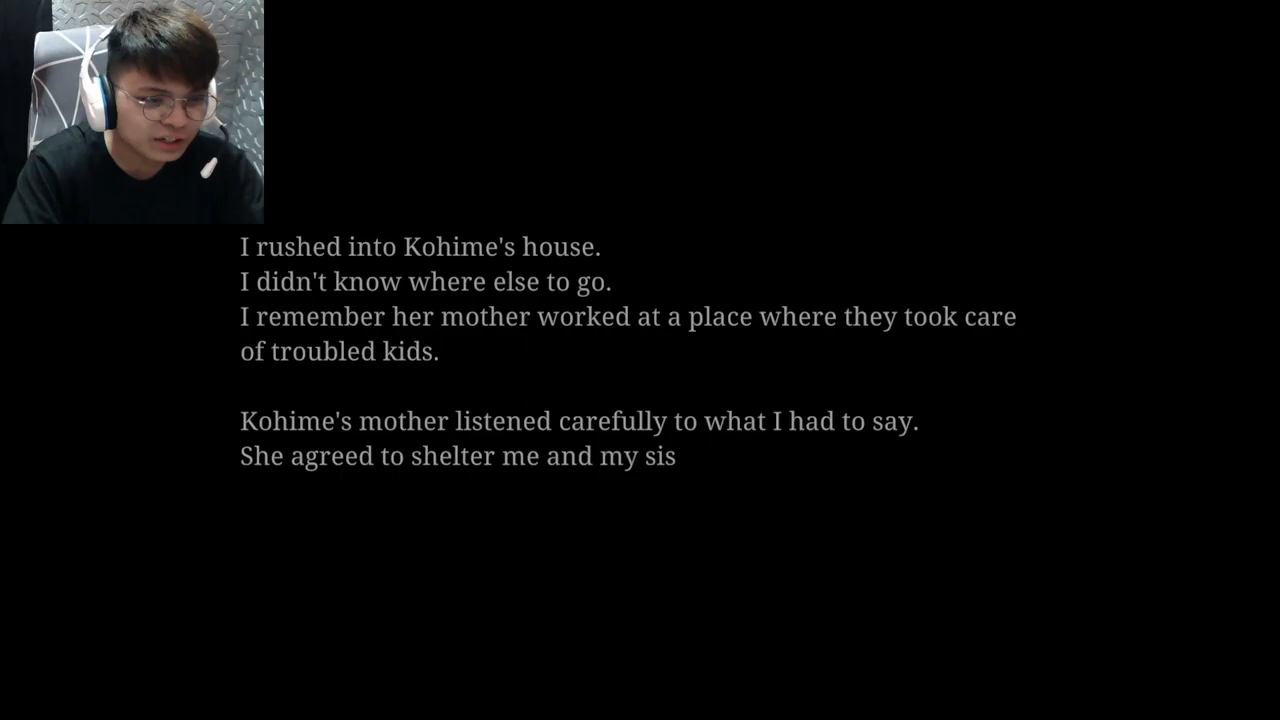 I rushed into Kohime's house.
I didn't know where else to go.
I remember her mother worked at a place where they took care
of troubled kids.
Kohime's mother listened carefully to what I had to say.
She agreed to shelter me and my sis